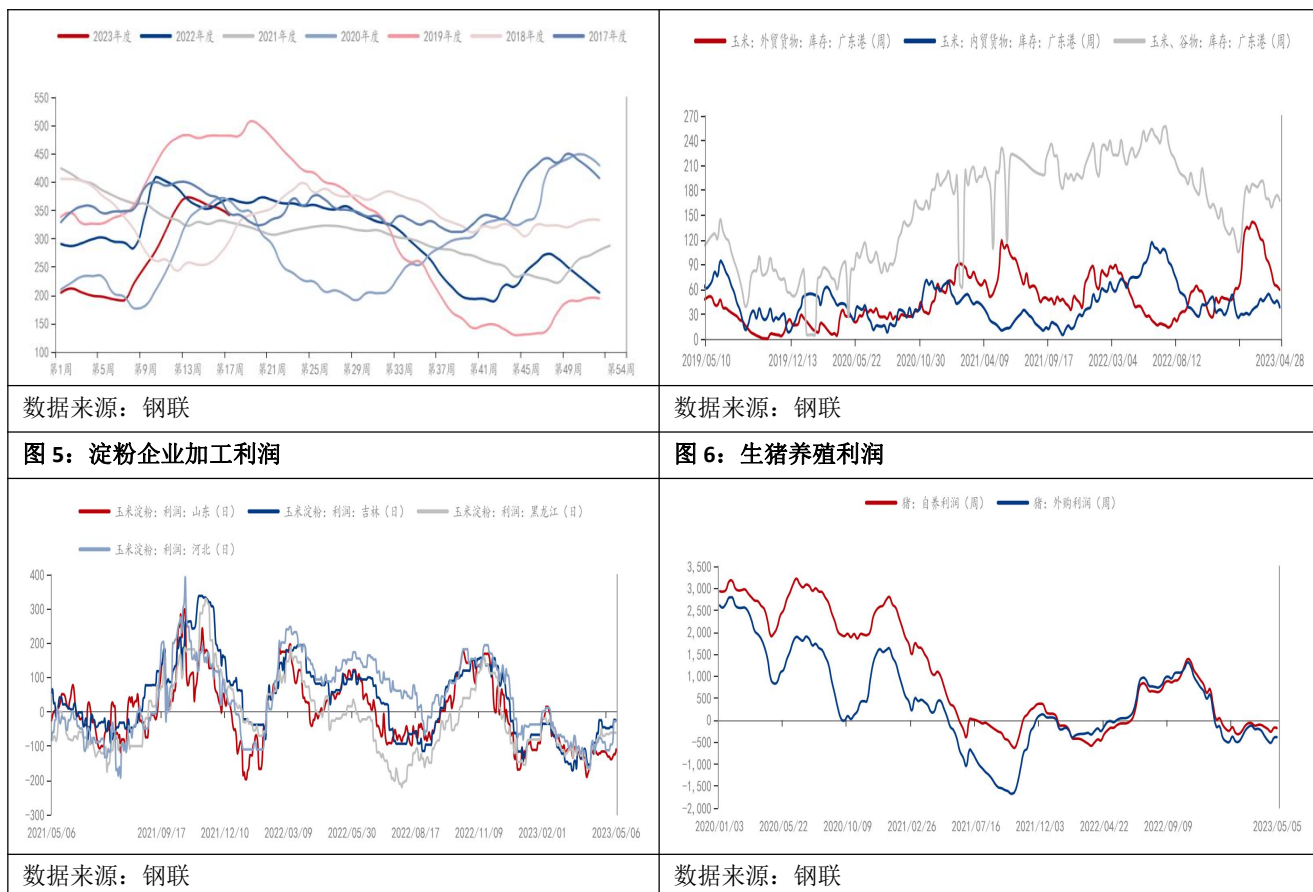 2023年度 2022年度 2021年度 2020年度 2019年度 2018年度 2017年度
550
500
450
400
350
300
250
200
150
100
第1周 第5周 第9周 第13周 第17周 第21周 第25周 第29周 第33周 第37周 第41周 第45周 第49周 第54周
玉米：外贸货物：库存：广东港（周） 玉米：内贸货物：库存：广东港（周） 玉米、谷物：库存：广东港（周）
270
240
210
180
150
120
90
60
30
0
2019/05/10 2019/12/13 2020/05/22 2020/10/30 2021/04/09 2021/09/17 2022/03/04 2022/08/12 2023/04/28
数据来源：钢联
数据来源：钢联
图 5：淀粉企业加工利润
图 6：生猪养殖利润
玉米淀粉：利润：山东（日） 玉米淀粉：利润：吉林（日） 玉米淀粉：利润：黑龙江（日）
玉米淀粉：利润：河北（日）
400
300
200
100
0
-100
-200
-300
2021/05/06 2021/09/17 2021/12/10 2022/03/09 2022/05/30 2022/08/17 2022/11/09 2023/02/01 2023/05/06
猪：自养利润（周） 猪：外购利润（周）
3,500
3,000
2,500
2,000
1,500
1,000
500
0
-500
-1,000
-1,500
-2,000
2020/01/03 2020/05/22 2020/10/09 2021/02/26 2021/07/16 2021/12/03 2022/04/22 2022/09/09 2023/05/05
数据来源：钢联
数据来源：钢联